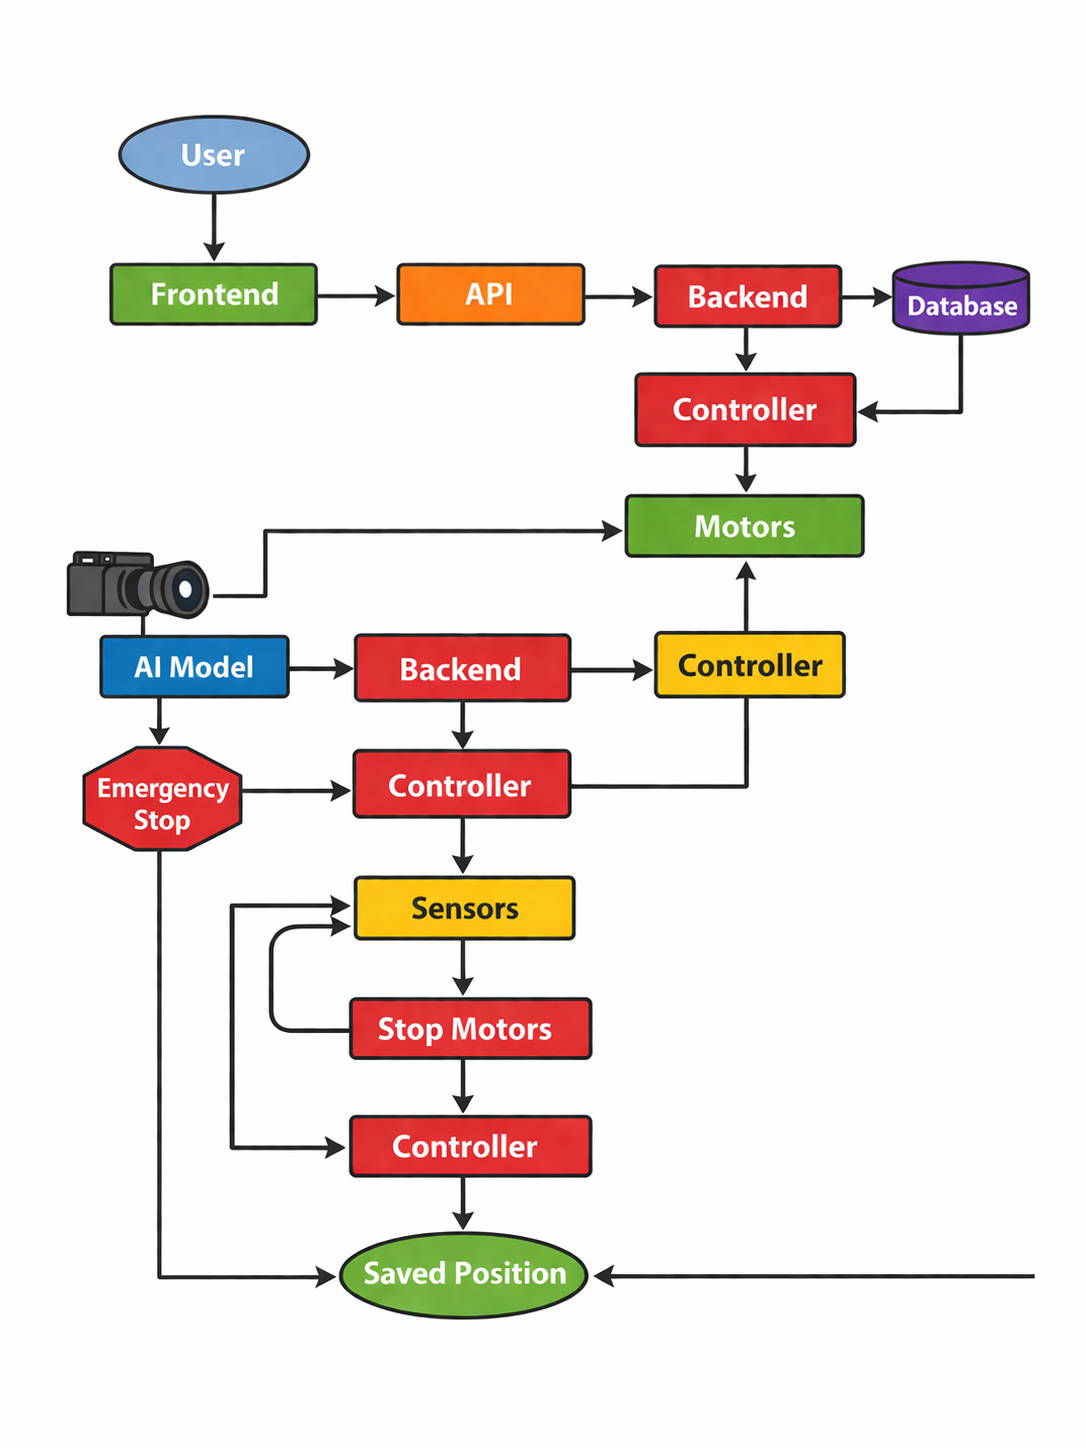 User
Frontend
API
Backend
Database
Controller
Motors
AI Model
Backend
Controller
Emergency
Stop
Controller
Sensors
Stop Motors
Controller
Saved Position